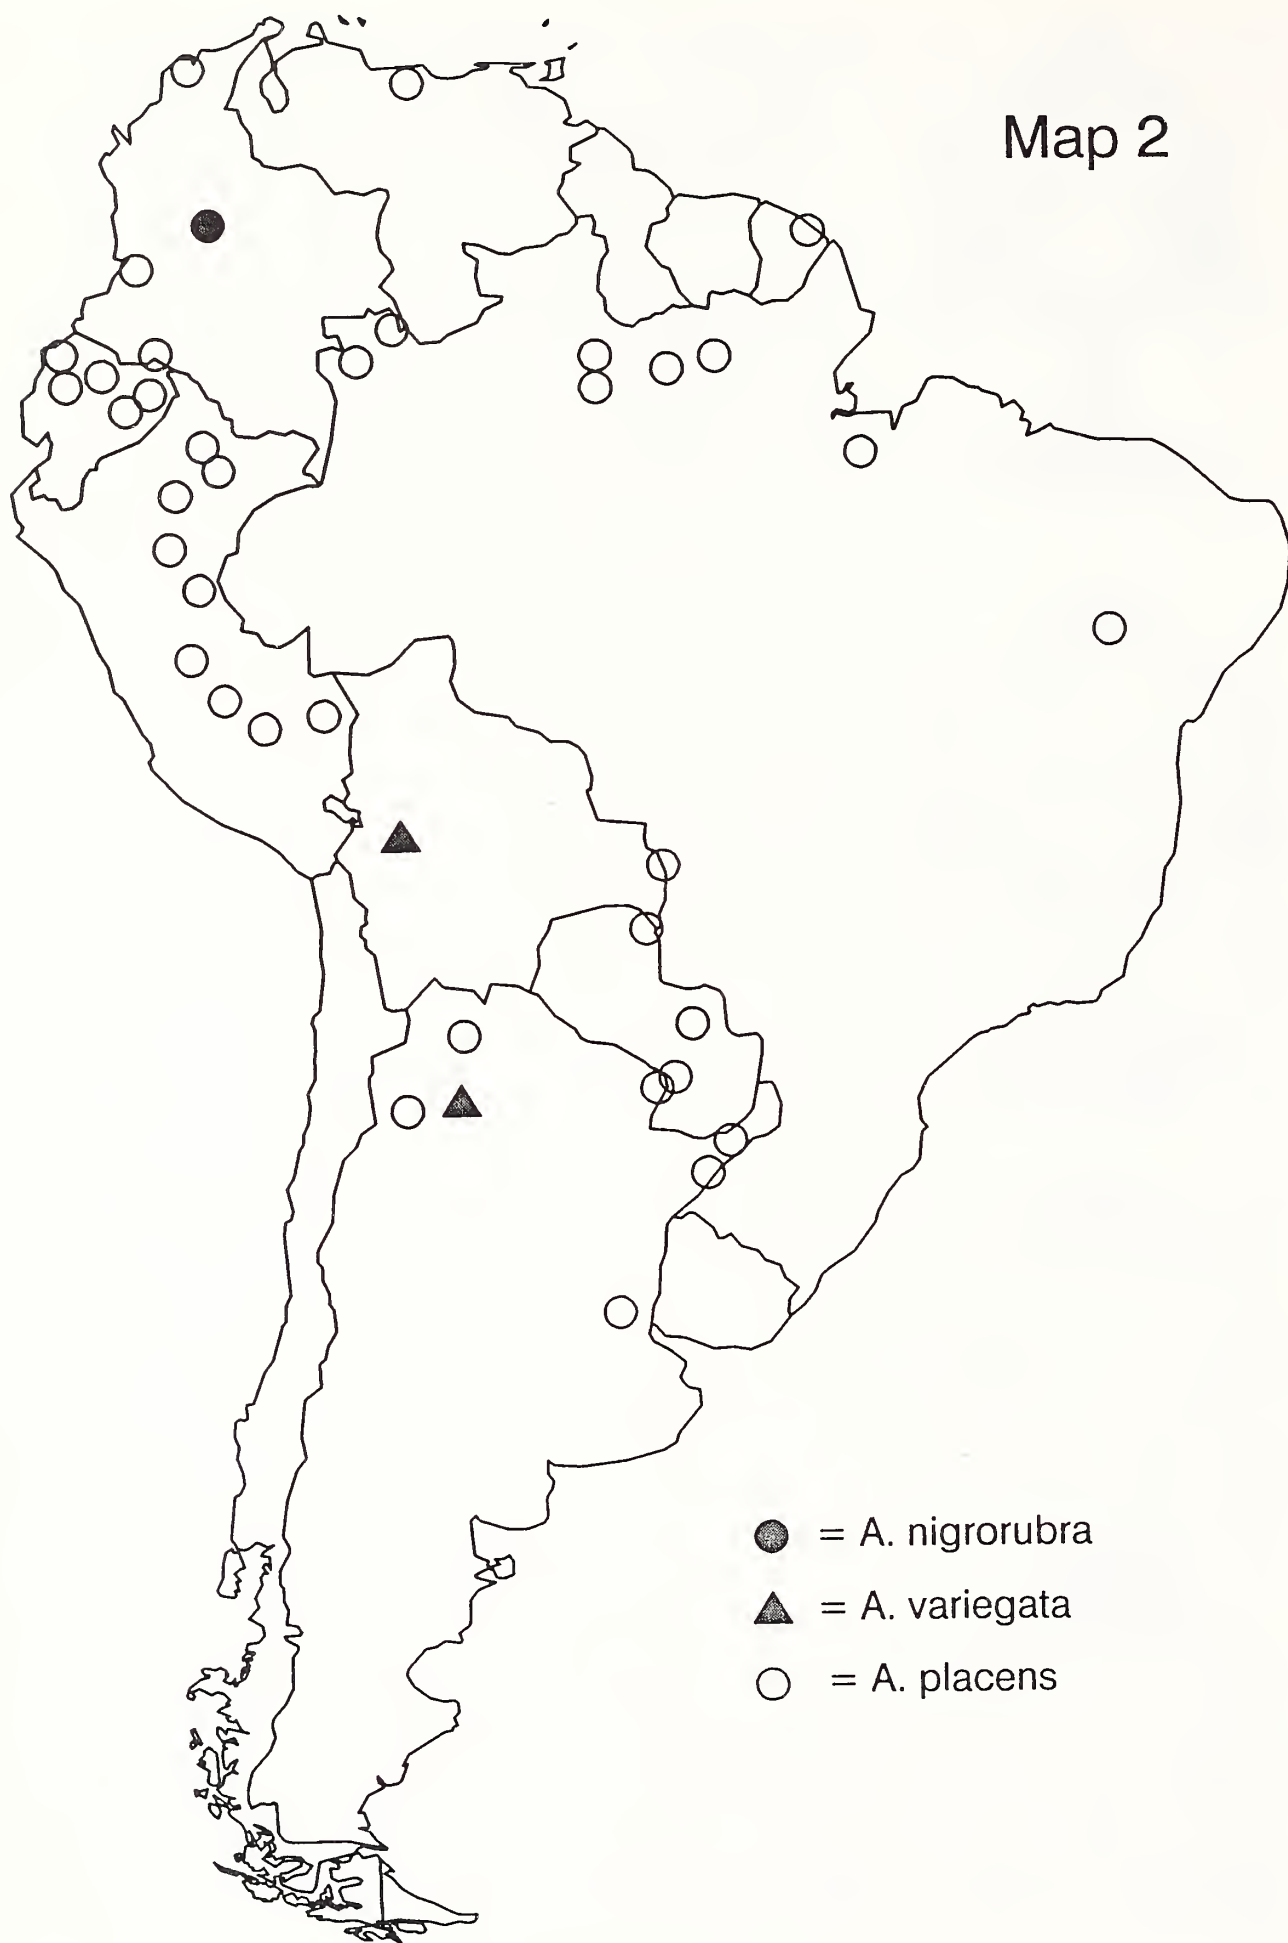 Map 2
= A. nigrorubra
= A. variegata
= A. placens